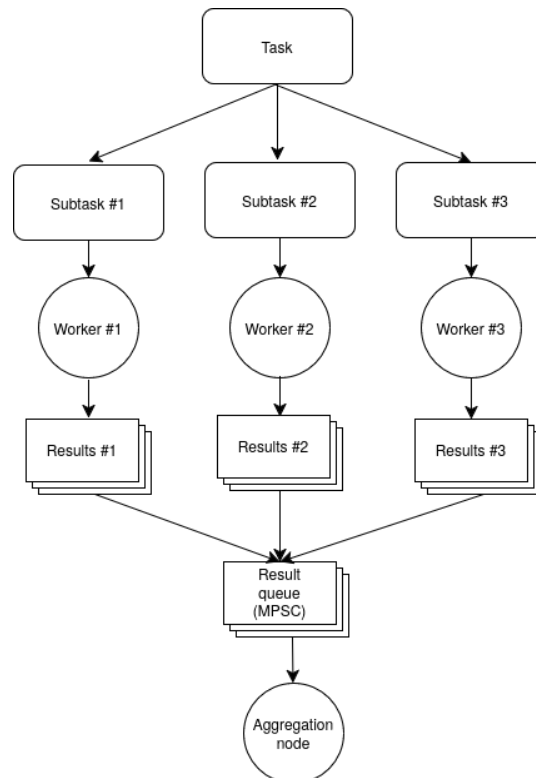 Task
Subtask #1
Subtask #2
Subtask #3
Worker #1
Worker #2
Worker #3
Results #1
Results #2
Results #3
Result
queue
(MPSC)
Aggregation
node